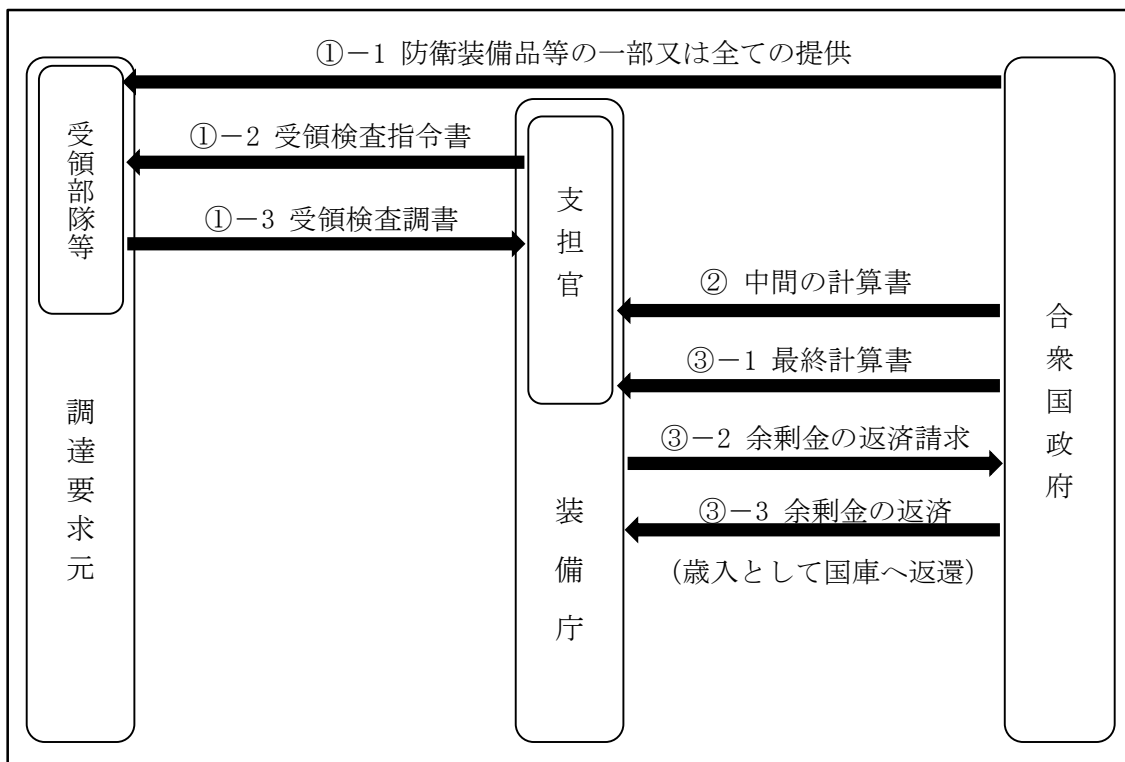 ①－1 防衛装備品等の一部又は全ての提供
受領部隊等
①－2 受領検査指令書
支担官
①－3 受領検査調書
② 中間の計算書
合衆国政府
③－1 最終計算書
調達要求元
③－2 余剰金の返済請求
装備庁
③－3 余剰金の返済
(歳入として国庫へ返還)